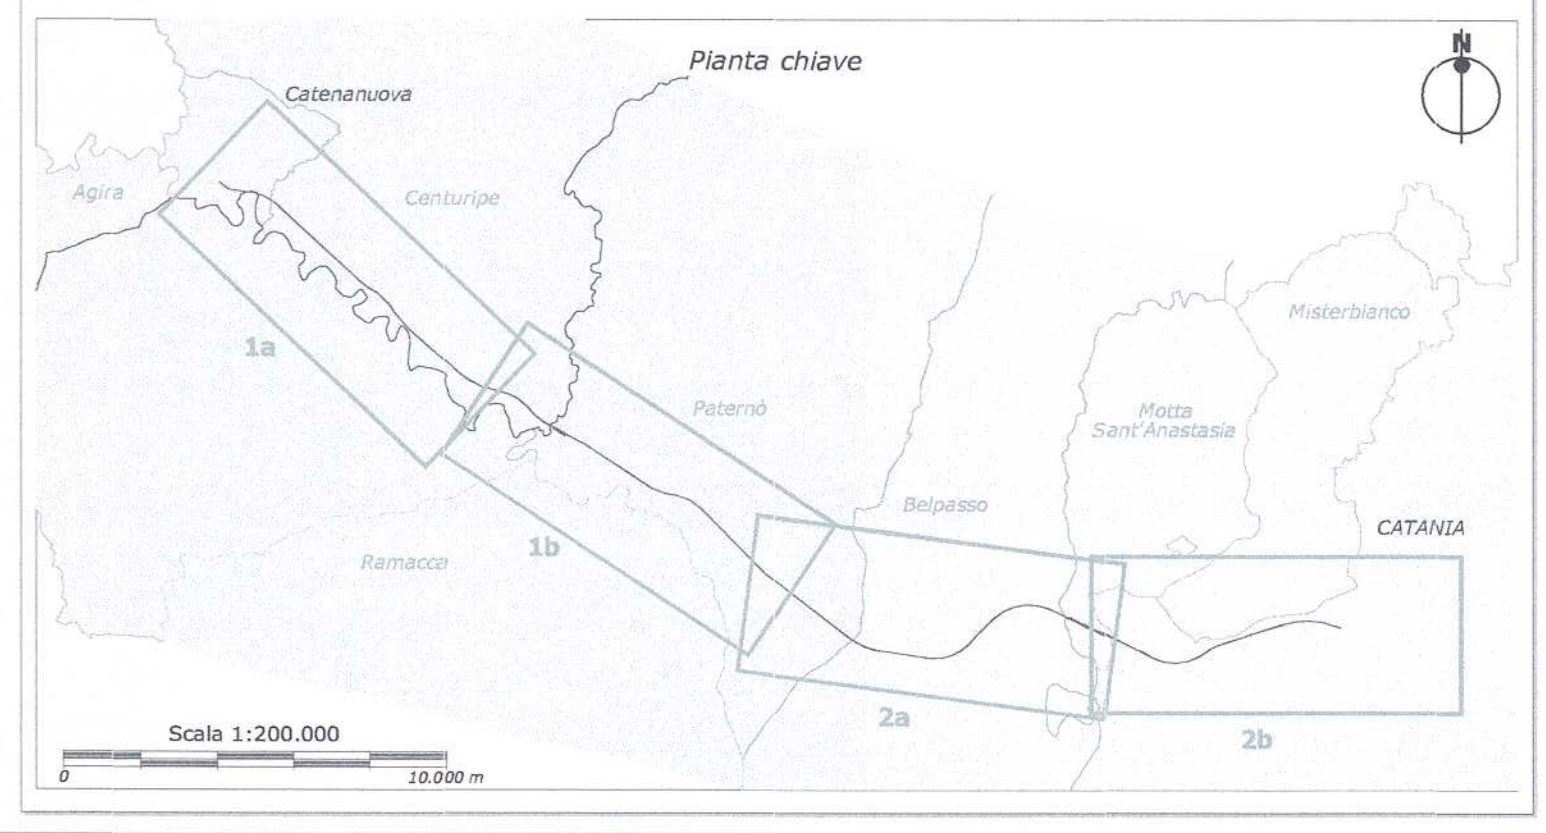 Pianta chiave
N
Catenanuova
Agira
Centuripe
Misterbianco
1a
Paternò
Motta
Sant'Anastasia
Belpasso
CATANIA
1b
Ramacca
2a
Scala 1:200.000
2b
0 10.000 m